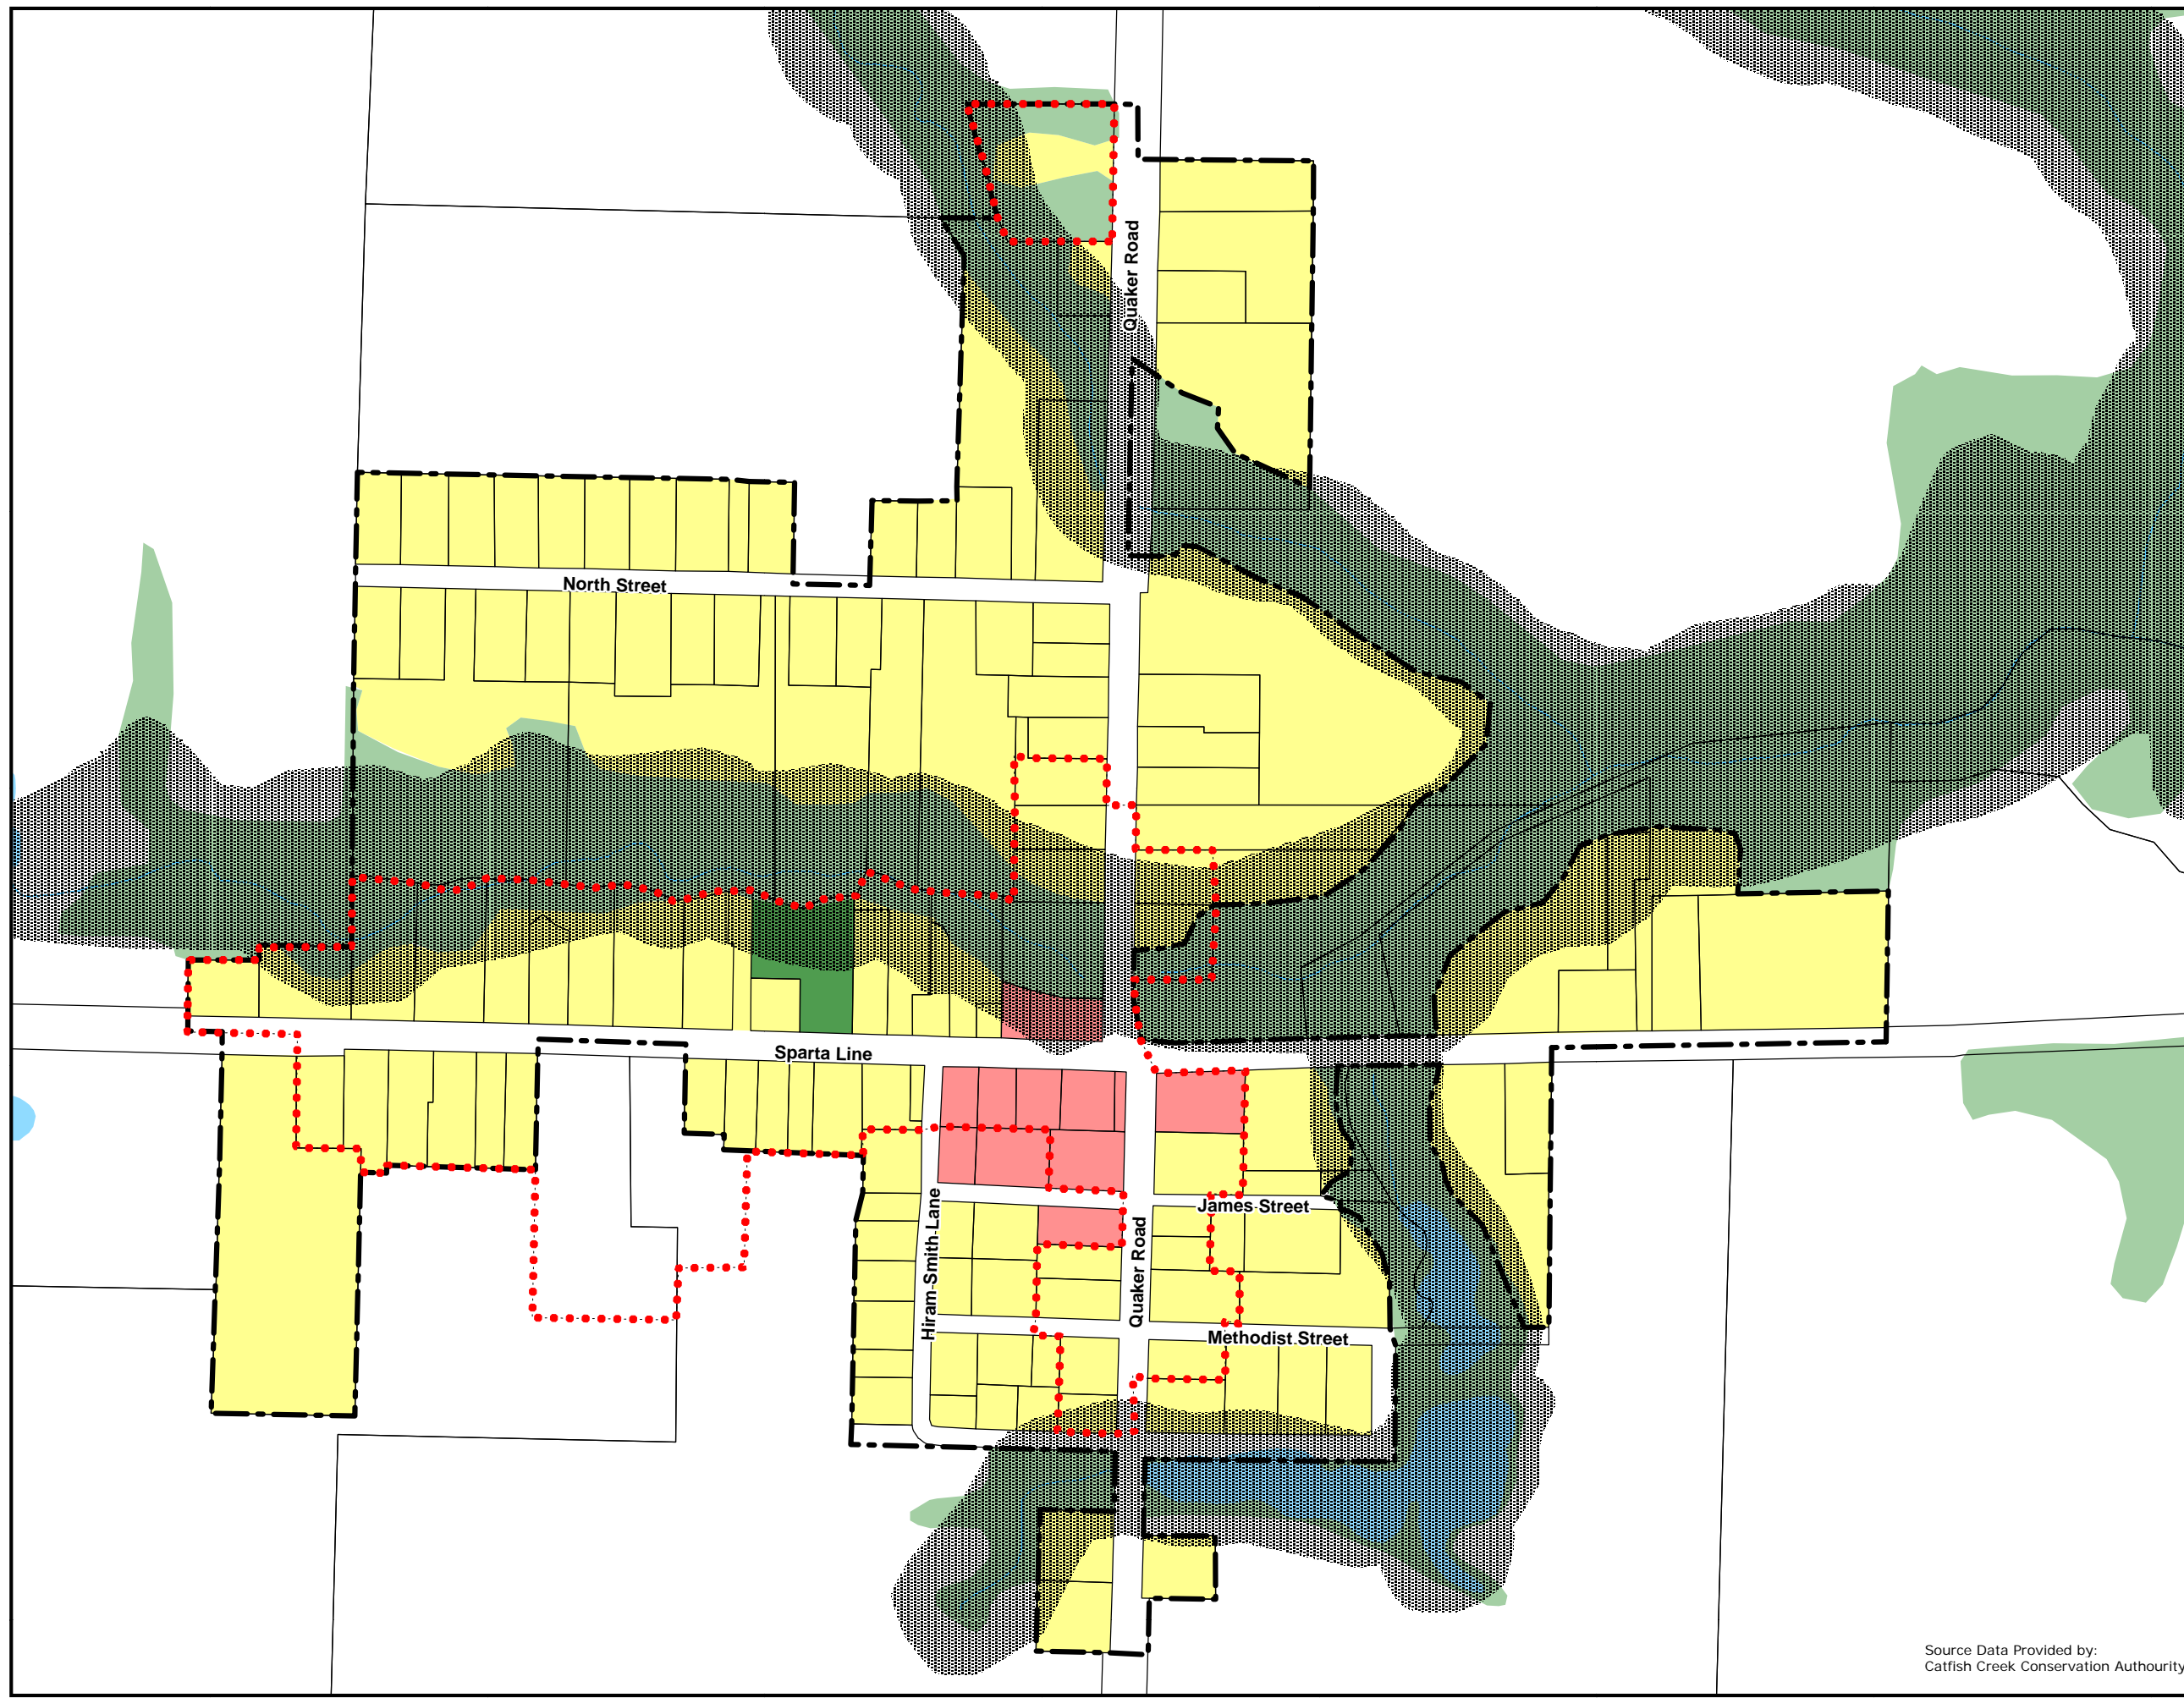 Quaker Road
North Street
Sparta Line
James Street
Hiram Smith Lane
Quaker Road
Methodist Street
Source Data Provided by:
Catfish Creek Conservation Authourity